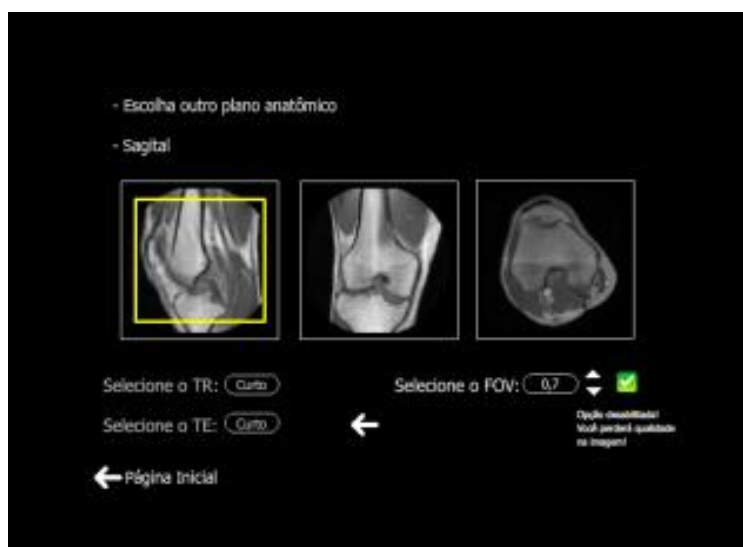 - Escolha outro plano anatômico
- Sagital
Selecione o TR: Curto
Selecione o FOV: 0,7
Selecione o TE: Curto
Opção desabilitada!
Você perderá qualidade
na imagem!
Página Inicial